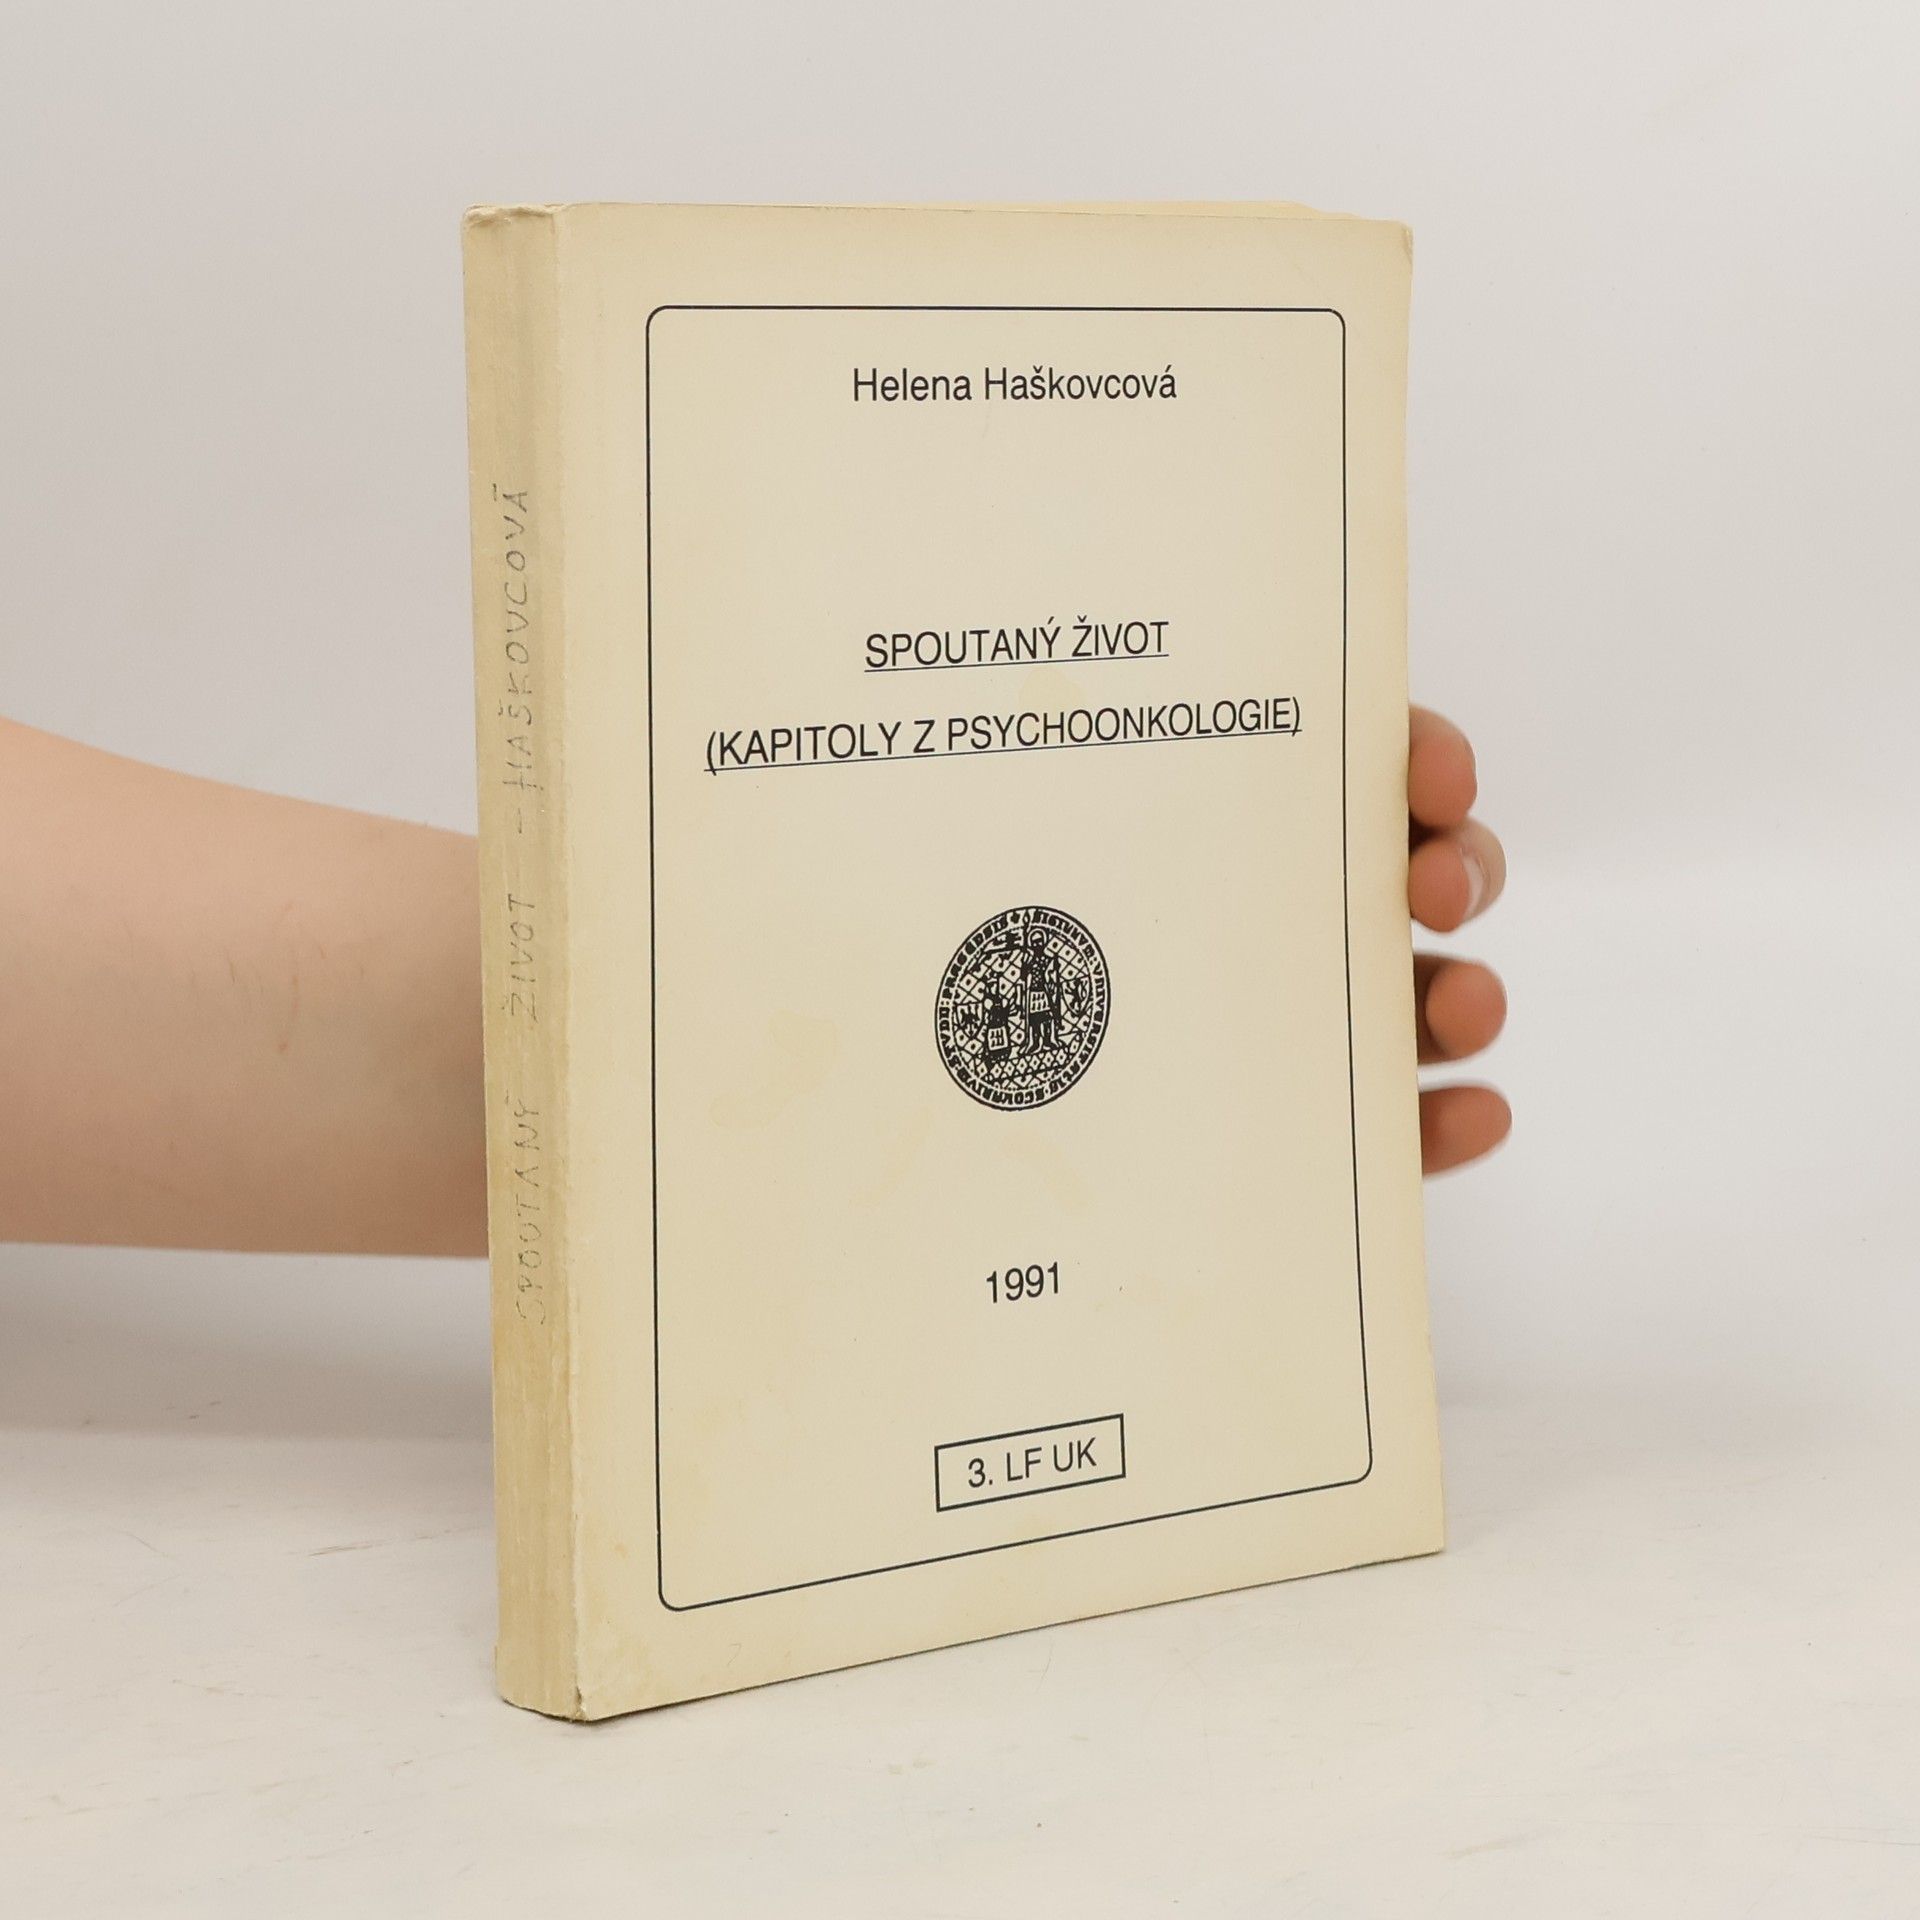 Helena Haškovcová
SPOUTANÝ ŽIVOT
(KAPITOLY Z PSYCHOONKOLOGIE)
1991
3. LF UK
SPOUTANÝ ŽIVOT – HAŠKOVCOVÁ